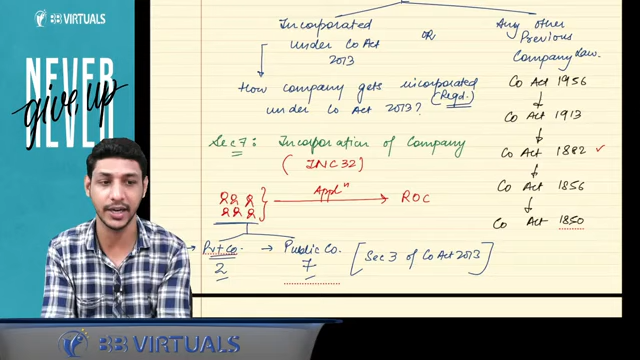 BB VIRTUALS
NEVER
give up
NEVER
Incorporated
under Co Act
2013
OR
Any other
Previous
Company Law.
How company gets incorporated
(Regd.)
under Co Act 2013?
Sec 7: Incorporation of Company
(INC 32)
Appln
ROC
→ Pvt Co. → Public Co. [Sec 3 of Co Act 2013]
2 7
Co Act 1956
Co Act 1913
Co Act 1882 ✓
Co Act 1856
Co Act 1850
BB VIRTUALS